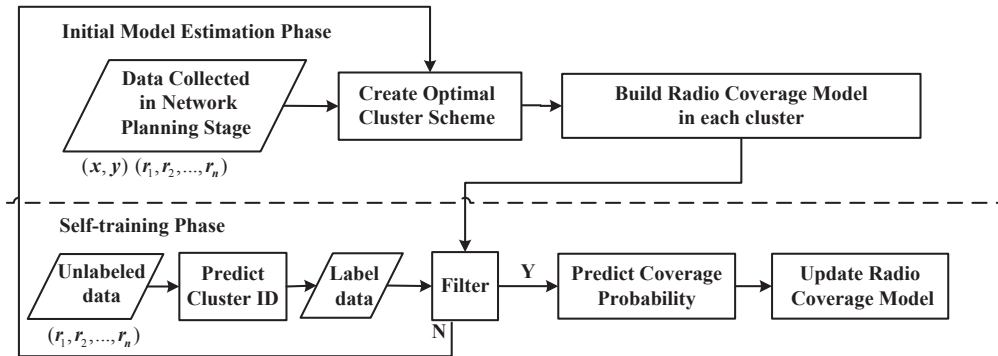 Initial Model Estimation Phase
Data Collected
in Network
Planning Stage
(x, y) (r₁,r₂,...,rₙ)
Create Optimal
Cluster Scheme
Build Radio Coverage Model
in each cluster
Self-training Phase
Unlabeled
data
(r₁,r₂,...,rₙ)
Predict
Cluster ID
Label
data
Filter
Y
N
Predict Coverage
Probability
Update Radio
Coverage Model